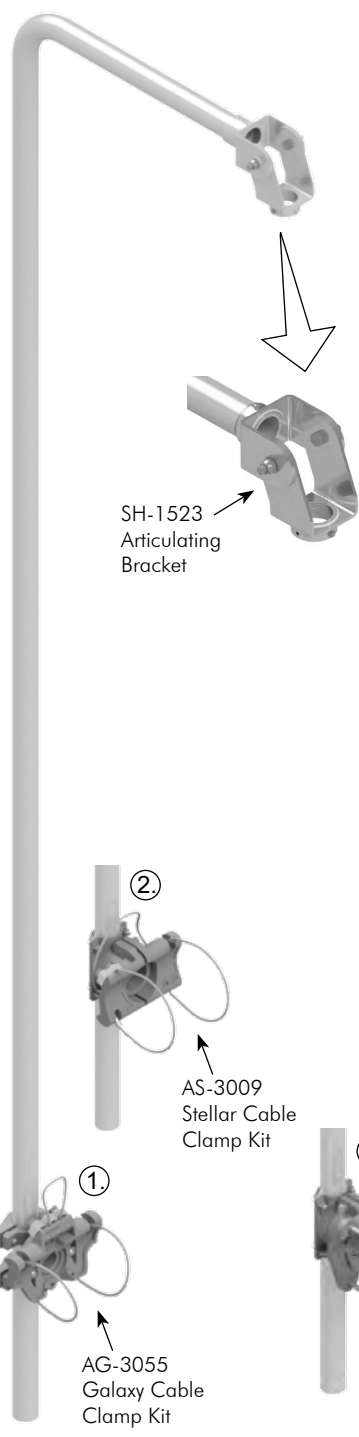 SH-1523
Articulating
Bracket
2.
AS-3009
Stellar Cable
Clamp Kit
1.
AG-3055
Galaxy Cable
Clamp Kit